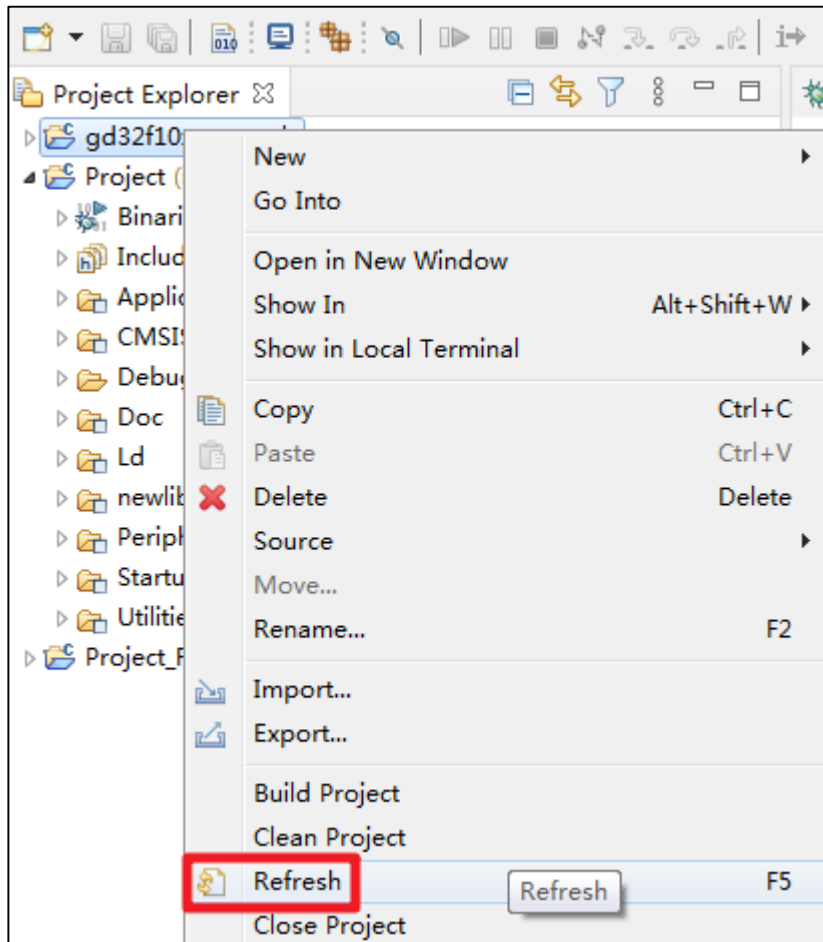 010
Project Explorer
gd32f10
New
Project (
Go Into
Binari
Includ
Open in New Window
Applic
Show In Alt+Shift+W
CMSIS
Show in Local Terminal
Debug
Copy Ctrl+C
Doc
Paste Ctrl+V
Ld
newlib
Delete Delete
Periph
Source
Startu
Move...
Utilitie
Rename... F2
Project_F
Import...
Export...
Build Project
Clean Project
Refresh F5
Refresh
Close Project